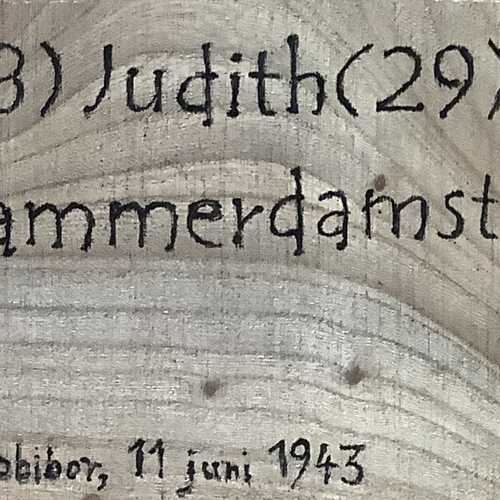 3) Judith (29)
ammerdamst
obibor, 11 juni 1943